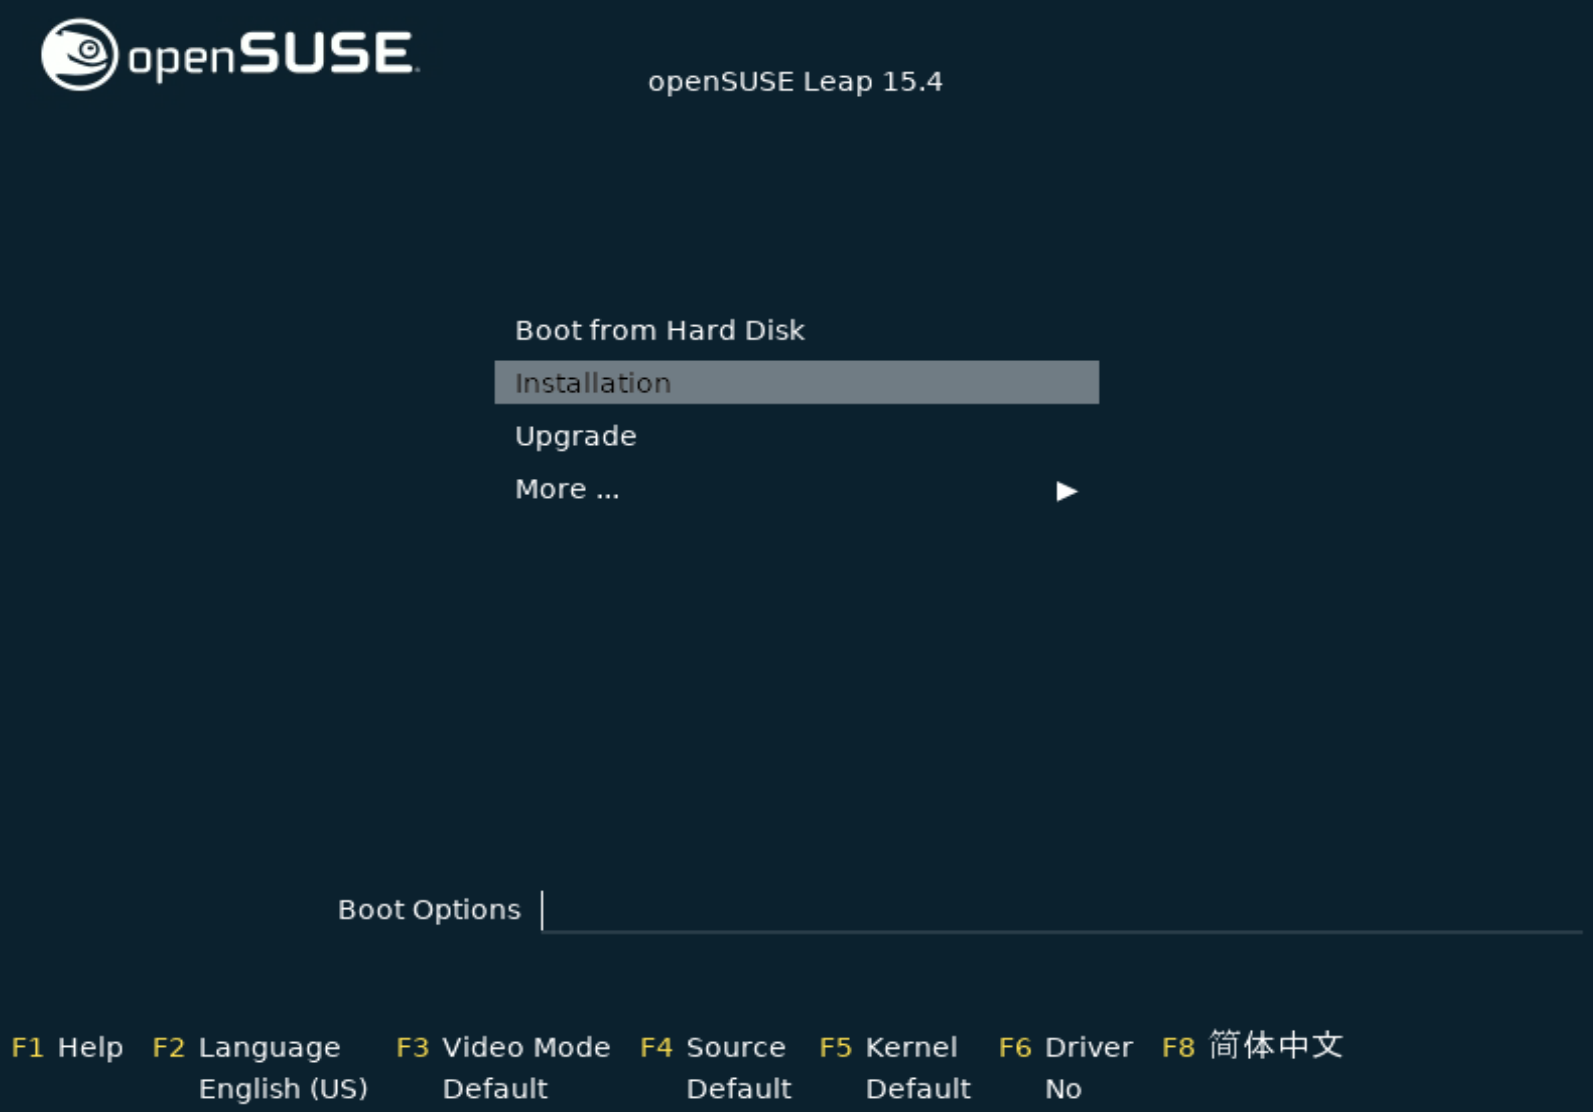 openSUSE
openSUSE Leap 15.4
Boot from Hard Disk
Installation
Upgrade
More ...
Boot Options
F1 Help F2 Language F3 Video Mode F4 Source F5 Kernel F6 Driver F8 简体中文
English (US) Default Default Default No